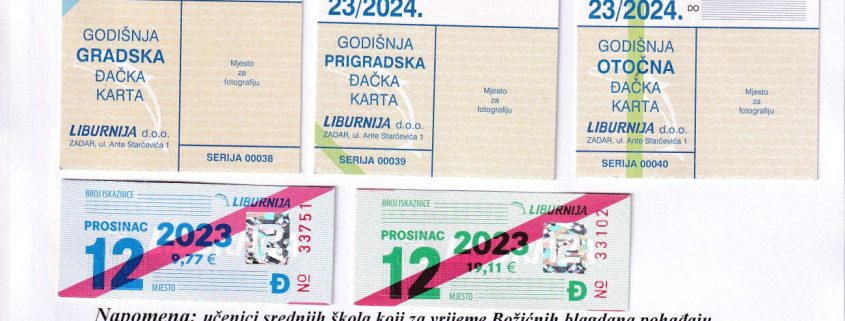 23/2024.
23/2024. DO
GODIŠNJA
GRADSKA
ĐAČKA
KARTA
Mjesto
za
fotografiju
LIBURNIJA d.o.o.
ZADAR, ul. Ante Starčevića 1
SERIJA 00038
GODIŠNJA
PRIGRADSKA
ĐAČKA
KARTA
Mjesto
za
fotografiju
LIBURNIJA d.o.o.
ZADAR, ul. Ante Starčevića 1
SERIJA 00039
GODIŠNJA
OTOČNA
ĐAČKA
KARTA
Mjesto
za
fotografiju
LIBURNIJA d.o.o.
ZADAR, ul. Ante Starčevića 1
SERIJA 00040
BROJ ISKAZNICE
LIBURNIJA
PROSINAC 2023
12 9,77 €
MJESTO Đ
No 33751
BROJ ISKAZNICE
LIBURNIJA
PROSINAC 2023
12 19,11 €
MJESTO Đ
No 33102
Napomena: učenici srednjih škola koji za vrijeme Božićnih blagdana pohađaju